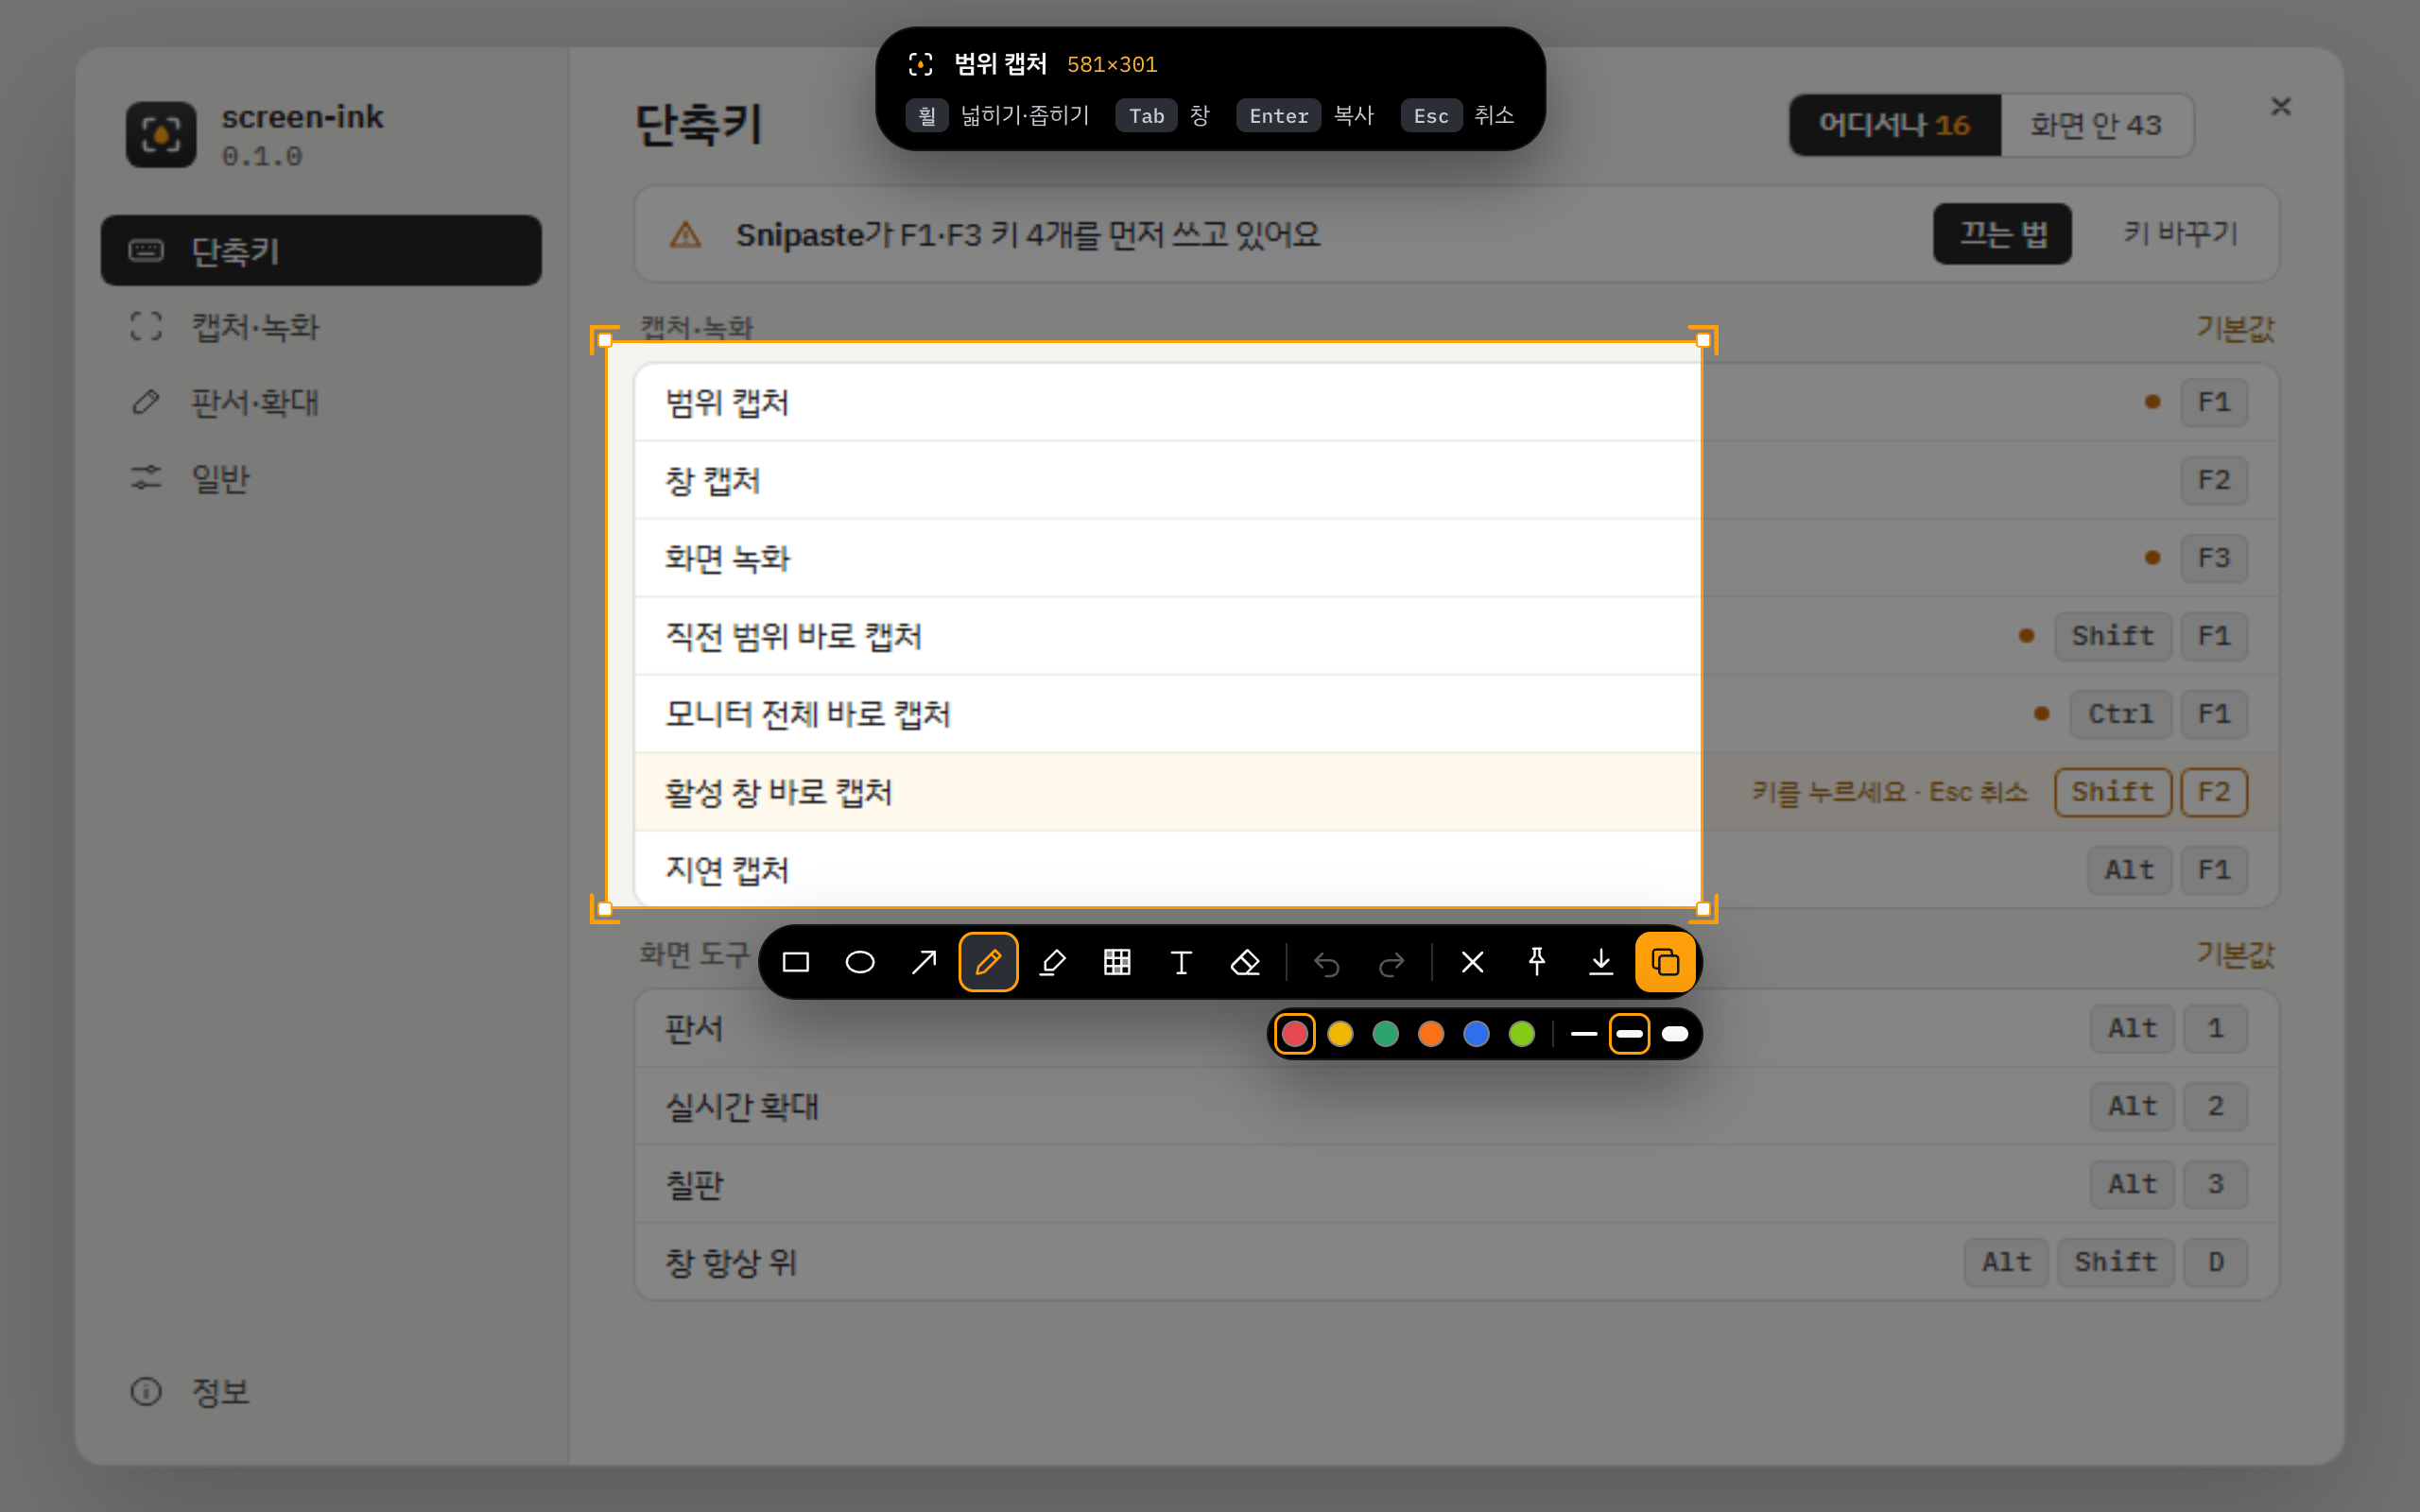 범위 캡처 581×301
휠 넓히기·좁히기 Tab 창 Enter 복사 Esc 취소
screen-ink
0.1.0
단축키
캡처·녹화
판서·확대
일반
정보
단축키
어디서나 16 화면 안 43
Snipaste가 F1·F3 키 4개를 먼저 쓰고 있어요 끄는 법 키 바꾸기
캡처·녹화 기본값
범위 캡처 F1
창 캡처 F2
화면 녹화 F3
직전 범위 바로 캡처 Shift F1
모니터 전체 바로 캡처 Ctrl F1
활성 창 바로 캡처 키를 누르세요 · Esc 취소 Shift F2
지연 캡처 Alt F1
화면 도구 기본값
판서 Alt 1
실시간 확대 Alt 2
칠판 Alt 3
창 항상 위 Alt Shift D